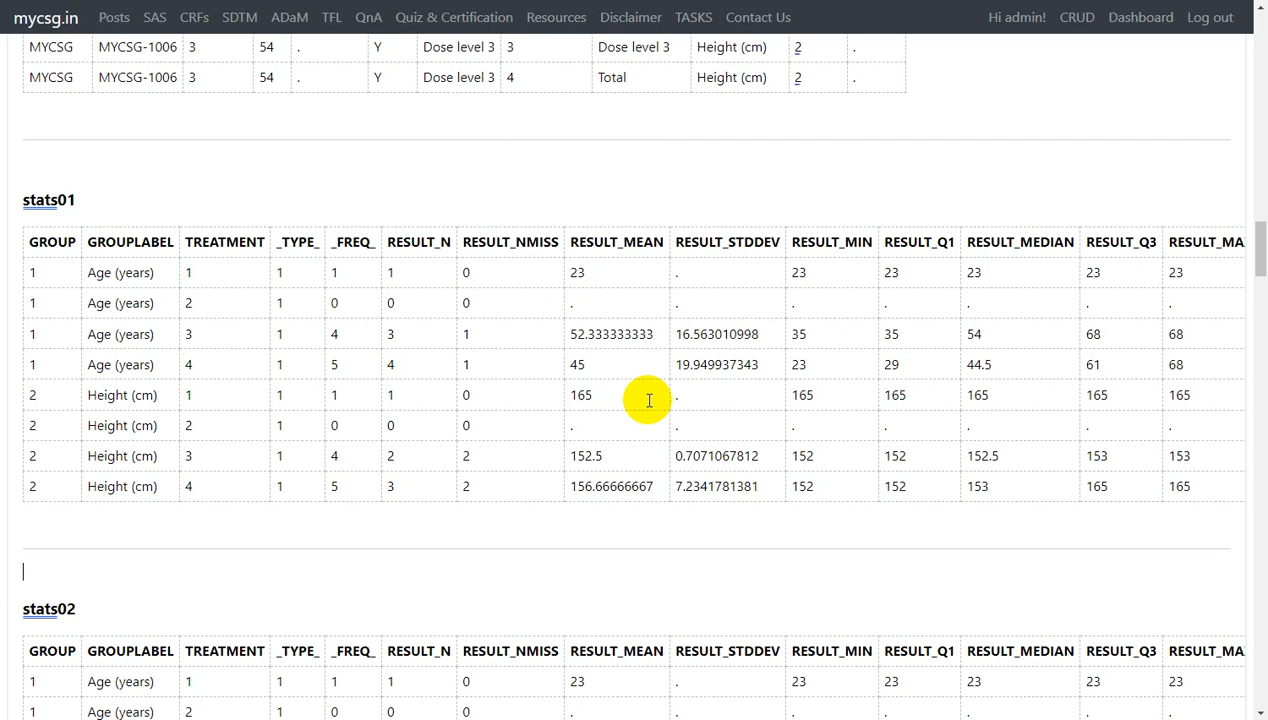 mycsg.in Posts SAS CRFs SDTM ADaM TFL QnA Quiz & Certification Resources Disclaimer TASKS Contact Us Hi admin! CRUD Dashboard Log out
MYCSG MYCSG-1006 3 54 . Y Dose level 3 3 Dose level 3 Height (cm) 2 .
MYCSG MYCSG-1006 3 54 . Y Dose level 3 4 Total Height (cm) 2 .
stats01
GROUP GROUPLABEL TREATMENT _TYPE_ _FREQ_ RESULT_N RESULT_NMISS RESULT_MEAN RESULT_STDDEV RESULT_MIN RESULT_Q1 RESULT_MEDIAN RESULT_Q3 RESULT_MAX
1 Age (years) 1 1 1 1 0 23 . 23 23 23 23 23
1 Age (years) 2 1 0 0 0 . . . . . . .
1 Age (years) 3 1 4 3 1 52.333333333 16.563010998 35 35 54 68 68
1 Age (years) 4 1 5 4 1 45 19.949937343 23 29 44.5 61 68
2 Height (cm) 1 1 1 1 0 165 . 165 165 165 165 165
2 Height (cm) 2 1 0 0 0 . . . . . . .
2 Height (cm) 3 1 4 2 2 152.5 0.7071067812 152 152 152.5 153 153
2 Height (cm) 4 1 5 3 2 156.66666667 7.2341781381 152 152 153 165 165
stats02
GROUP GROUPLABEL TREATMENT _TYPE_ _FREQ_ RESULT_N RESULT_NMISS RESULT_MEAN RESULT_STDDEV RESULT_MIN RESULT_Q1 RESULT_MEDIAN RESULT_Q3 RESULT_MAX
1 Age (years) 1 1 1 1 0 23 . 23 23 23 23 23
1 Age (years) 2 1 0 0 0 . . . . . . .